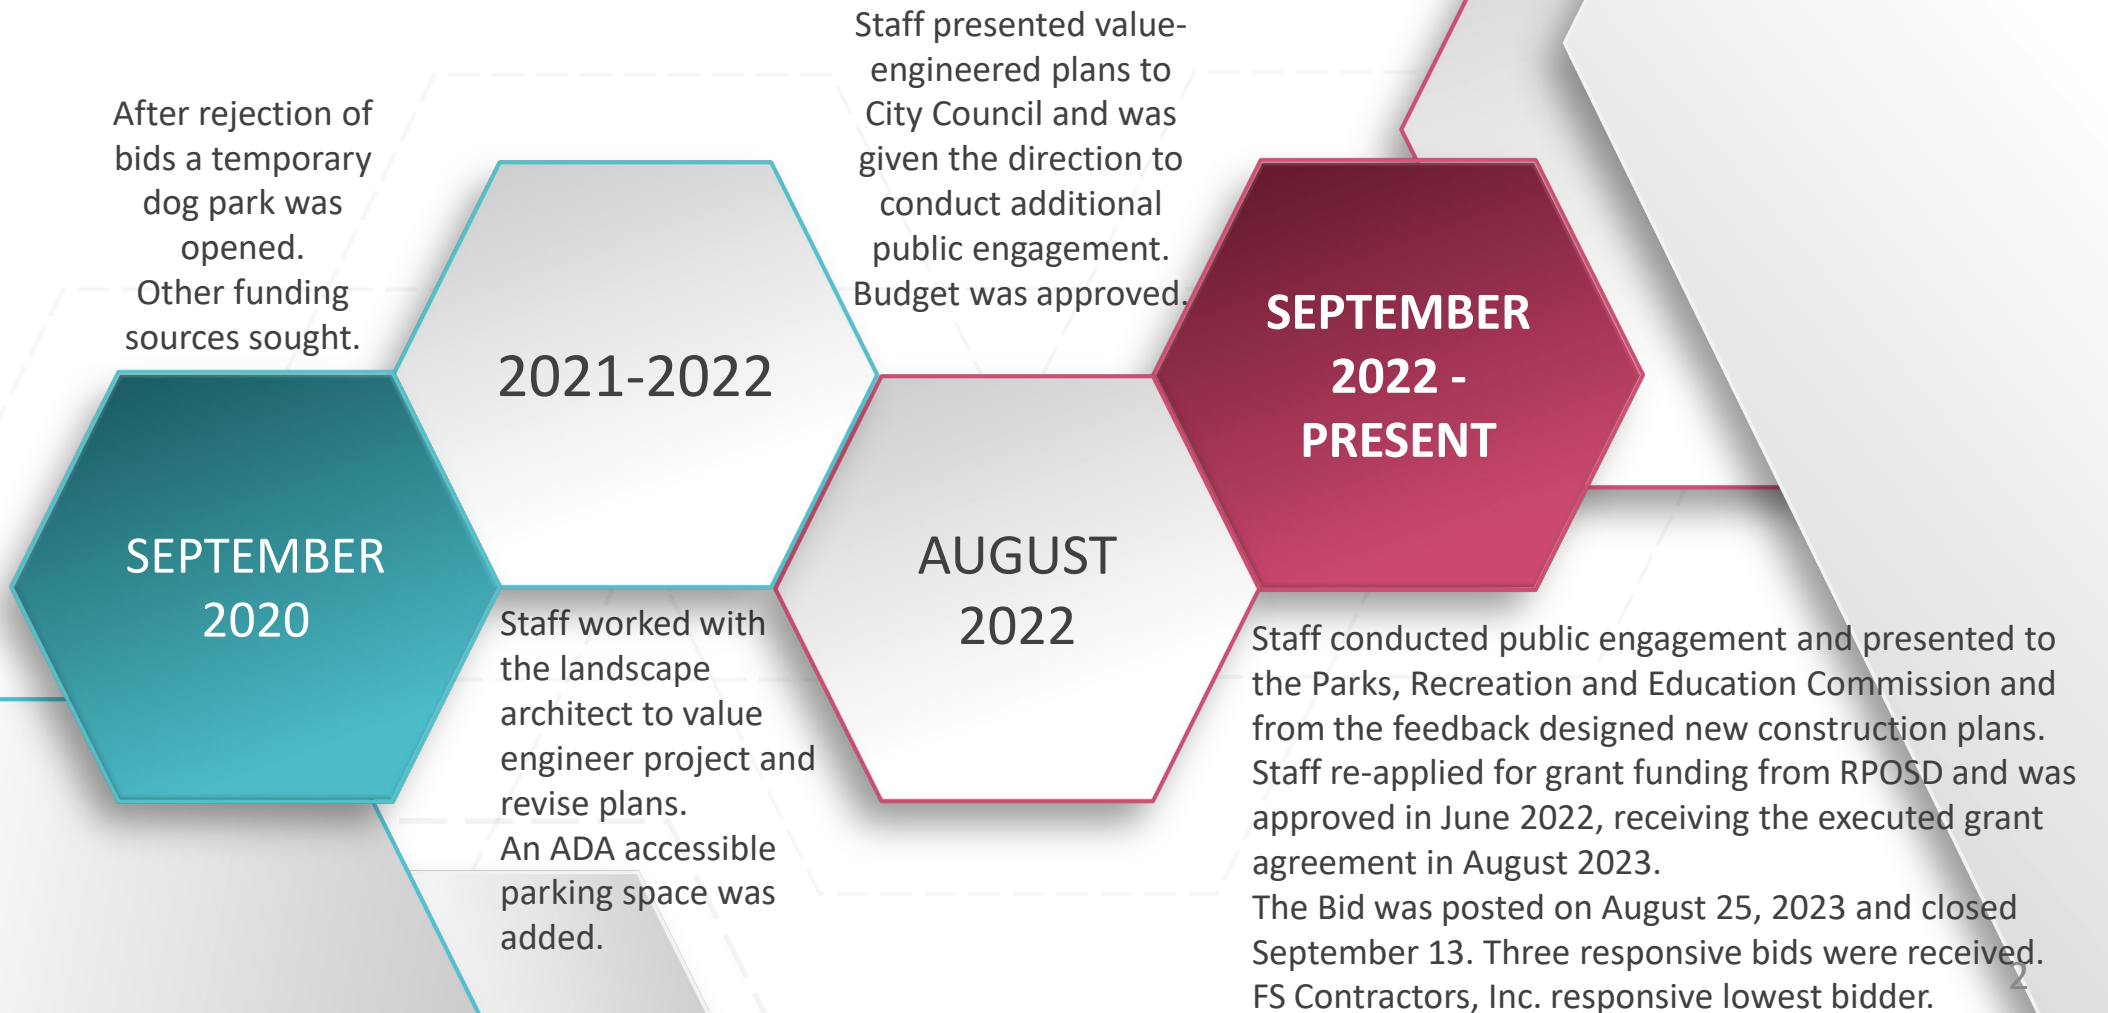 After rejection of
bids a temporary
dog park was
opened.
Other funding
sources sought.
SEPTEMBER
2020
2021-2022
Staff worked with
the landscape
architect to value
engineer project and
revise plans.
An ADA accessible
parking space was
added.
Staff presented value-
engineered plans to
City Council and was
given the direction to
conduct additional
public engagement.
Budget was approved.
AUGUST
2022
SEPTEMBER
2022 -
PRESENT
Staff conducted public engagement and presented to
the Parks, Recreation and Education Commission and
from the feedback designed new construction plans.
Staff re-applied for grant funding from RPOSD and was
approved in June 2022, receiving the executed grant
agreement in August 2023.
The Bid was posted on August 25, 2023 and closed
September 13. Three responsive bids were received.
FS Contractors, Inc. responsive lowest bidder.
2